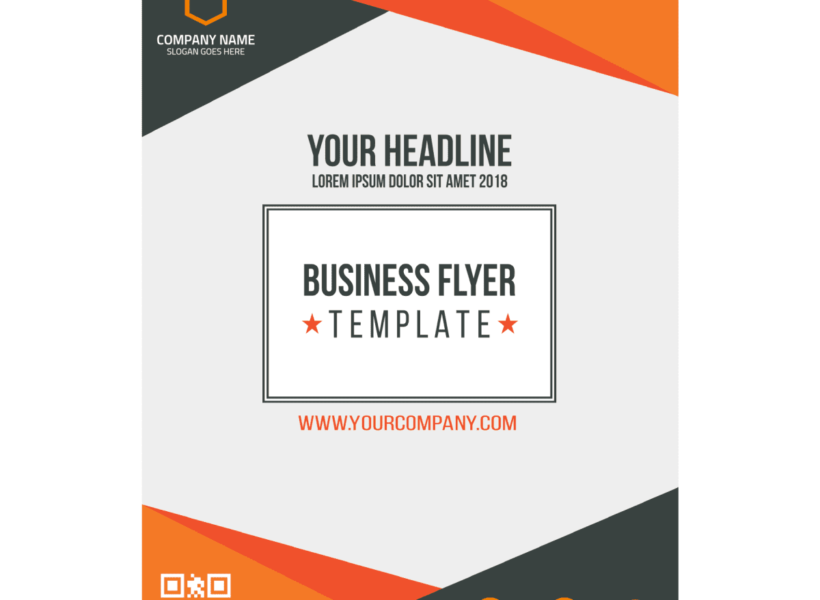 COMPANY NAME
SLOGAN GOES HERE
YOUR HEADLINE
LOREM IPSUM DOLOR SIT AMET 2018
BUSINESS FLYER
TEMPLATE
WWW.YOURCOMPANY.COM